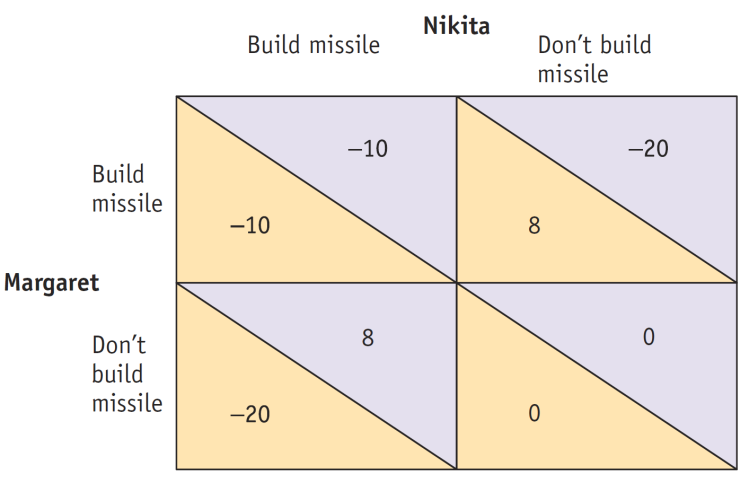 Nikita
Build missile
Don’t build
missile
–10
–20
Build
missile
–10
8
Margaret
8
0
Don’t
build
missile
–20
0